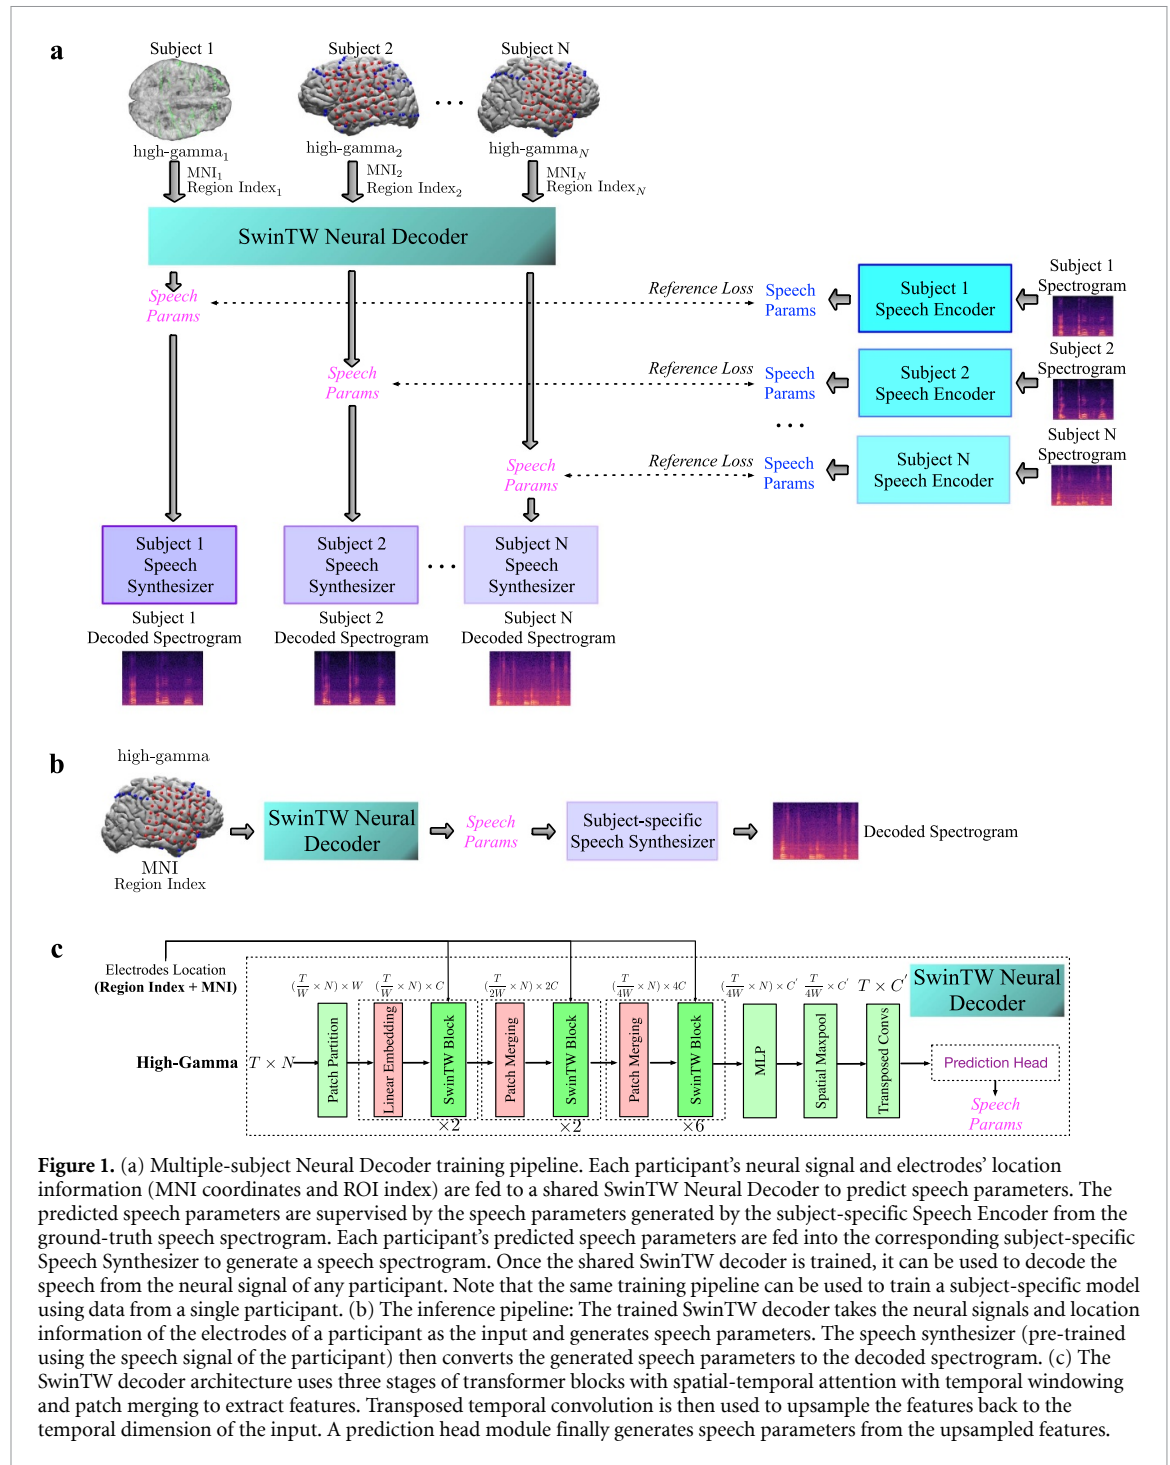 a
Subject 1
Subject 2
Subject N
high-gamma₁
high-gamma₂
high-gamma_N
MNI₁
Region Index₁
MNI₂
Region Index₂
MNI_N
Region Index_N
SwinTW Neural Decoder
Speech
Params
Reference Loss
Speech
Params
Subject 1
Speech Encoder
Subject 1
Spectrogram
Speech
Params
Reference Loss
Speech
Params
Subject 2
Speech Encoder
Subject 2
Spectrogram
Speech
Params
Reference Loss
Speech
Params
Subject N
Speech Encoder
Subject N
Spectrogram
Subject 1
Speech
Synthesizer
Subject 2
Speech
Synthesizer
Subject N
Speech
Synthesizer
Subject 1
Decoded Spectrogram
Subject 2
Decoded Spectrogram
Subject N
Decoded Spectrogram
b
high-gamma
MNI
Region Index
SwinTW Neural
Decoder
Speech
Params
Subject-specific
Speech Synthesizer
Decoded Spectrogram
c
Electrodes Location
(Region Index + MNI)
(T/W × N) × W
(T/W × N) × C
(T/2W × N) × 2C
(T/4W × N) × 4C
(T/4W × N) × C′
T/4W × C′
T × C′
SwinTW Neural
Decoder
High-Gamma
T × N
Patch Partition
Linear Embedding
SwinTW Block
×2
Patch Merging
SwinTW Block
×2
Patch Merging
SwinTW Block
×6
MLP
Spatial Maxpool
Transposed Convs
Prediction Head
Speech
Params
Figure 1. (a) Multiple-subject Neural Decoder training pipeline. Each participant's neural signal and electrodes' location
information (MNI coordinates and ROI index) are fed to a shared SwinTW Neural Decoder to predict speech parameters. The
predicted speech parameters are supervised by the speech parameters generated by the subject-specific Speech Encoder from the
ground-truth speech spectrogram. Each participant's predicted speech parameters are fed into the corresponding subject-specific
Speech Synthesizer to generate a speech spectrogram. Once the shared SwinTW decoder is trained, it can be used to decode the
speech from the neural signal of any participant. Note that the same training pipeline can be used to train a subject-specific model
using data from a single participant. (b) The inference pipeline: The trained SwinTW decoder takes the neural signals and location
information of the electrodes of a participant as the input and generates speech parameters. The speech synthesizer (pre-trained
using the speech signal of the participant) then converts the generated speech parameters to the decoded spectrogram. (c) The
SwinTW decoder architecture uses three stages of transformer blocks with spatial-temporal attention with temporal windowing
and patch merging to extract features. Transposed temporal convolution is then used to upsample the features back to the
temporal dimension of the input. A prediction head module finally generates speech parameters from the upsampled features.